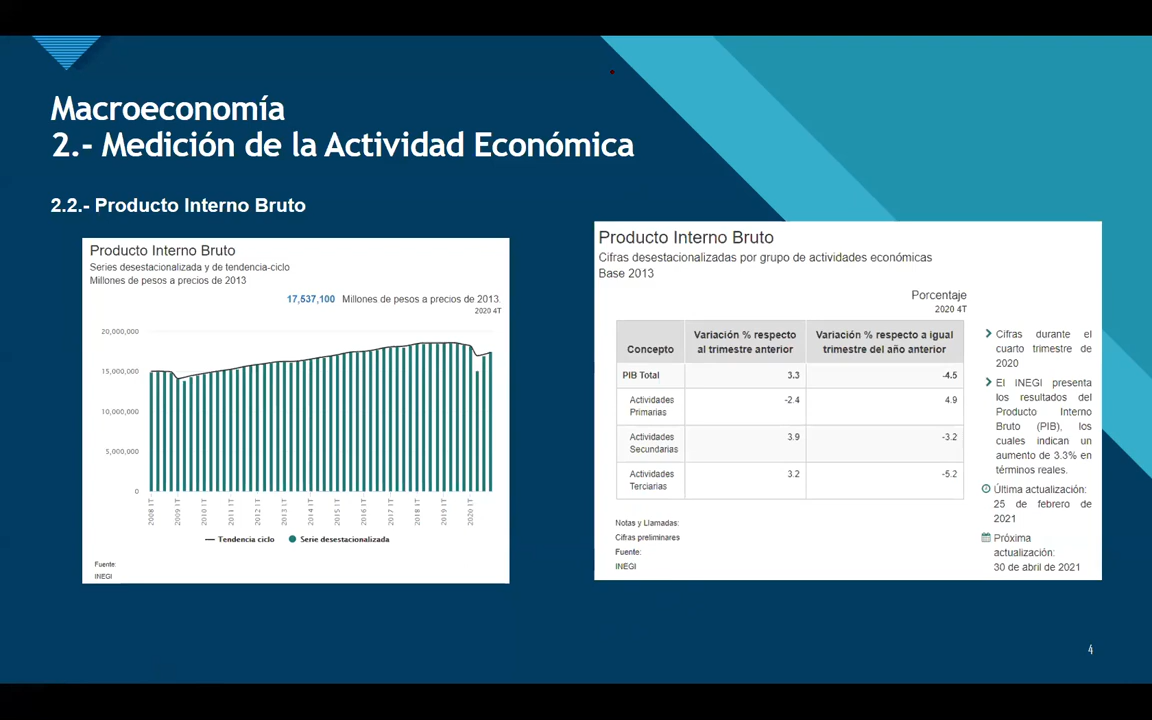 Macroeconomía
2.- Medición de la Actividad Económica
2.2.- Producto Interno Bruto
Producto Interno Bruto
Series desestacionalizada y de tendencia-ciclo
Millones de pesos a precios de 2013
17,537,100 Millones de pesos a precios de 2013.
2020 4T
20,000,000
15,000,000
10,000,000
5,000,000
0
2008 1T
2009 1T
2010 1T
2011 1T
2012 1T
2013 1T
2014 1T
2015 1T
2016 1T
2017 1T
2018 1T
2019 1T
2020 1T
Tendencia ciclo Serie desestacionalizada
Fuente:
INEGI
Producto Interno Bruto
Cifras desestacionalizadas por grupo de actividades económicas
Base 2013
Porcentaje
2020 4T
Concepto Variación % respecto al trimestre anterior Variación % respecto a igual trimestre del año anterior
PIB Total 3.3 -4.5
Actividades Primarias -2.4 4.9
Actividades Secundarias 3.9 -3.2
Actividades Terciarias 3.2 -5.2
Notas y Llamadas:
Cifras preliminares
Fuente:
INEGI
Cifras durante el
cuarto trimestre de
2020
El INEGI presenta
los resultados del
Producto Interno
Bruto (PIB), los
cuales indican un
aumento de 3.3% en
términos reales.
Última actualización:
25 de febrero de
2021
Próxima
actualización:
30 de abril de 2021
4